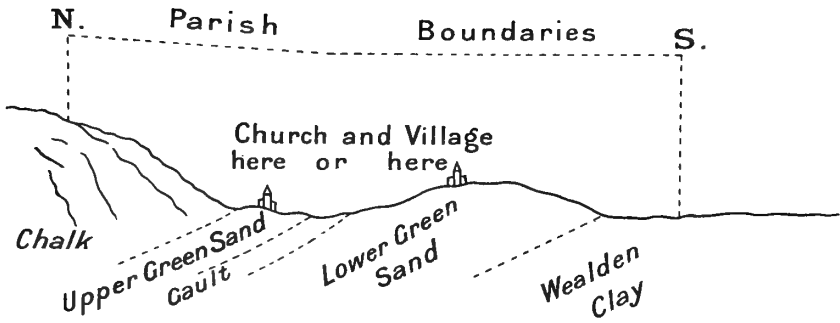 N. Parish Boundaries S.
Church and Village
here or here
Chalk
Upper Green Sand
Gault
Lower Green
Sand
Wealden
Clay